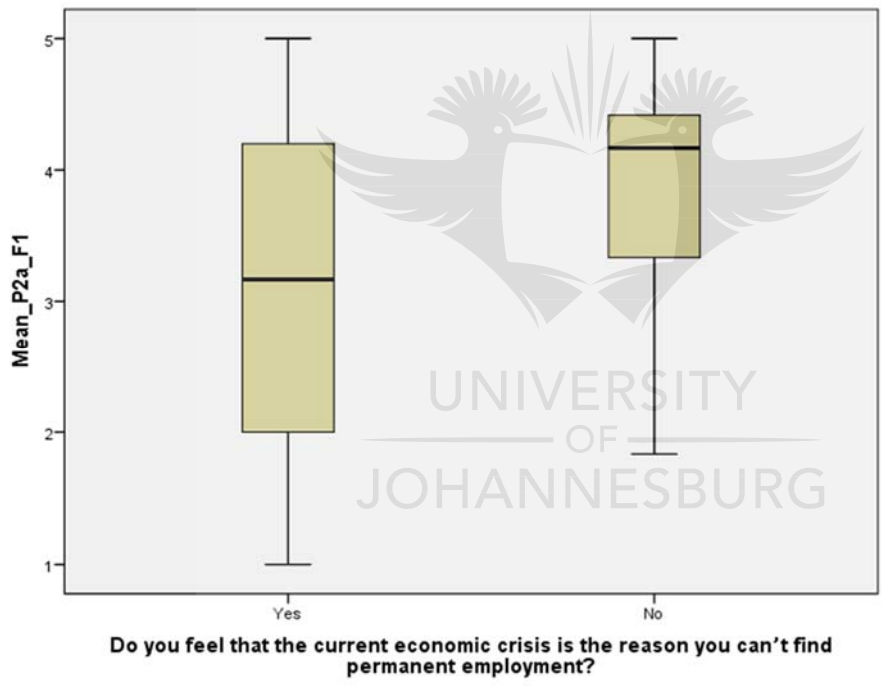 5
4
3
2
1
Mean_P2a_F1
UNIVERSITY
OF
JOHANNESBURG
Yes
No
Do you feel that the current economic crisis is the reason you can’t find
permanent employment?